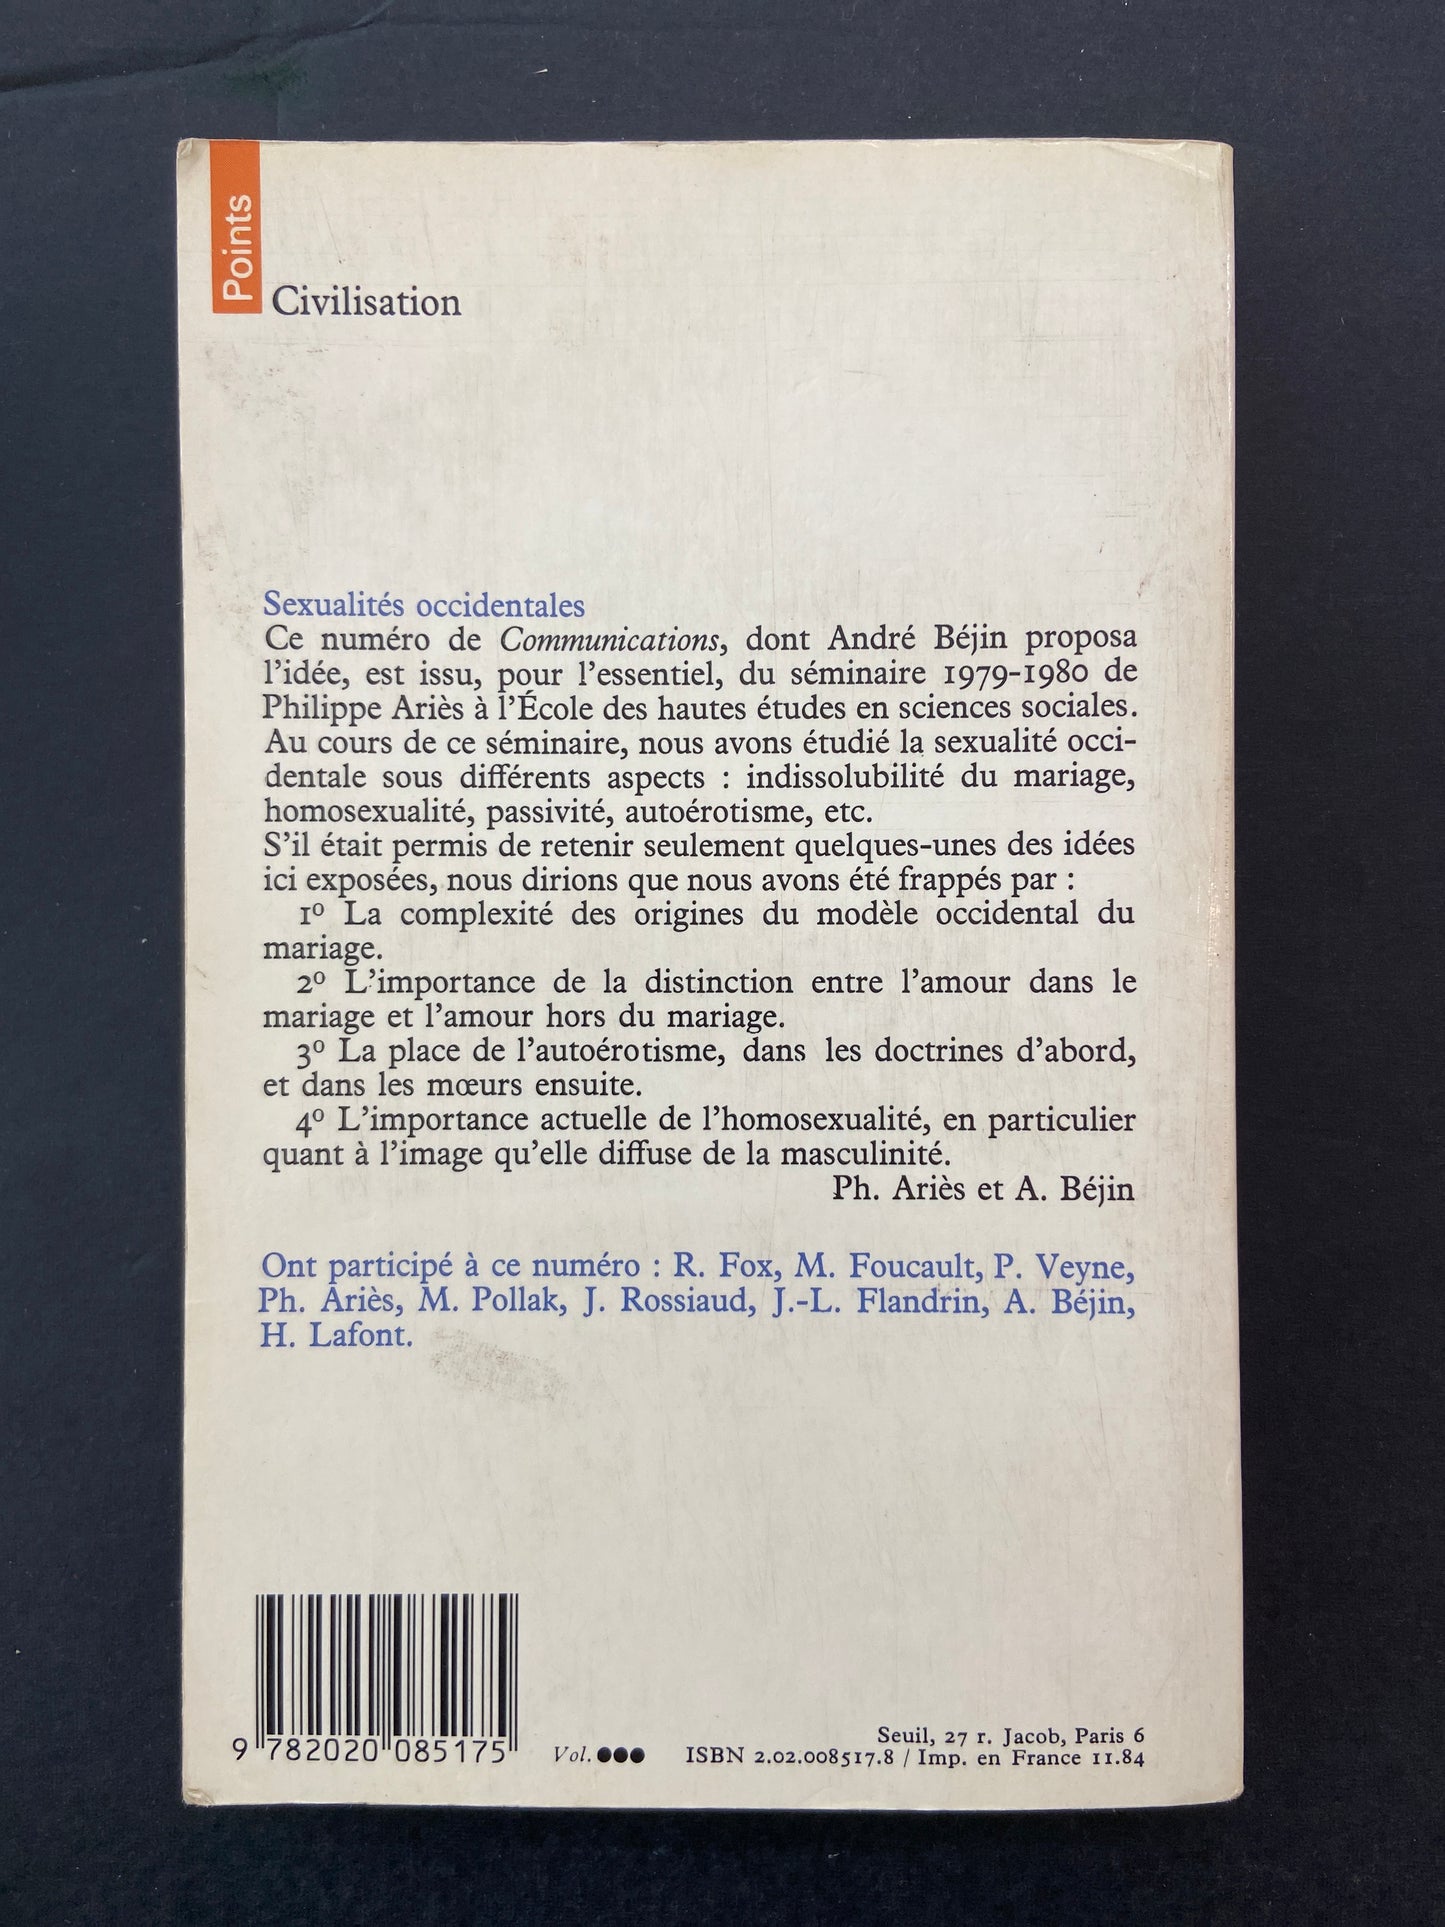 Points
Civilisation
Sexualités occidentales
Ce numéro de Communications, dont André Béjin proposa
l’idée, est issu, pour l’essentiel, du séminaire 1979-1980 de
Philippe Ariès à l’École des hautes études en sciences sociales.
Au cours de ce séminaire, nous avons étudié la sexualité occi-
dentale sous différents aspects : indissolubilité du mariage,
homosexualité, passivité, autoérotisme, etc.
S’il était permis de retenir seulement quelques-unes des idées
ici exposées, nous dirions que nous avons été frappés par :
1º La complexité des origines du modèle occidental du
mariage.
2º L’importance de la distinction entre l’amour dans le
mariage et l’amour hors du mariage.
3º La place de l’autoérotisme, dans les doctrines d’abord,
et dans les mœurs ensuite.
4º L’importance actuelle de l’homosexualité, en particulier
quant à l’image qu’elle diffuse de la masculinité.
Ph. Ariès et A. Béjin
Ont participé à ce numéro : R. Fox, M. Foucault, P. Veyne,
Ph. Ariès, M. Pollak, J. Rossiaud, J.-L. Flandrin, A. Béjin,
H. Lafont.
9 782020 085175
Vol. ●●●
Seuil, 27 r. Jacob, Paris 6
ISBN 2.02.008517.8 / Imp. en France 11.84